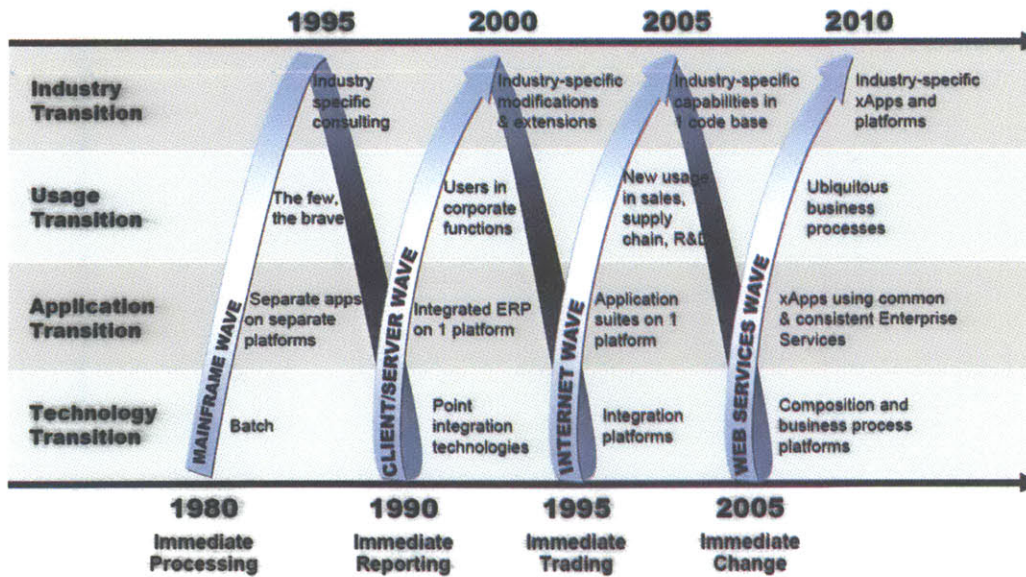 1995 2000 2005 2010
Industry
Transition
Industry
specific
consulting
Industry-specific
modifications
& extensions
Industry-specific
capabilities in
1 code base
Industry-specific
xApps and
platforms
Usage
Transition
The few,
the brave
Users in
corporate
functions
New usage
in sales,
supply
chain, R&D
Ubiquitous
business
processes
Application
Transition
Separate apps
on separate
platforms
Integrated ERP
on 1 platform
Application
suites on 1
platform
xApps using common
& consistent Enterprise
Services
Technology
Transition
Batch
Point
integration
technologies
Integration
platforms
Composition and
business process
platforms
MAINFRAME WAVE
CLIENT/SERVER WAVE
INTERNET WAVE
WEB SERVICES WAVE
1980 1990 1995 2005
Immediate
Processing
Immediate
Reporting
Immediate
Trading
Immediate
Change